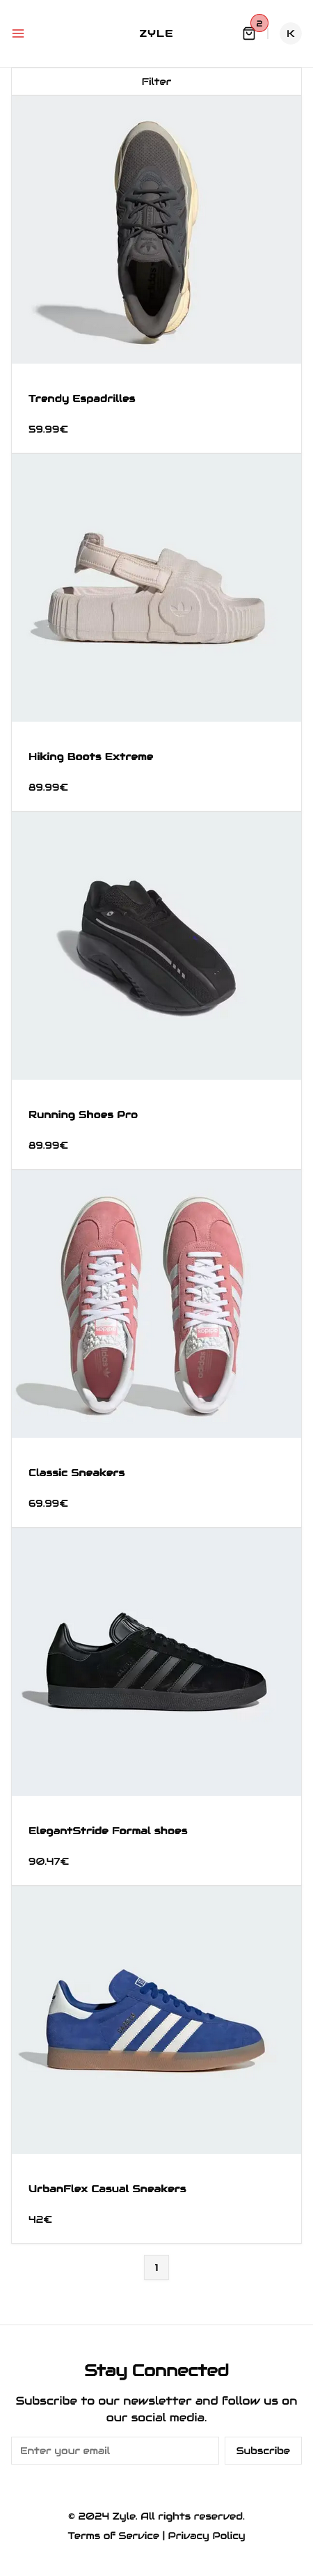 ZYLE
2
K
Filter
Trendy Espadrilles
59.99€
Hiking Boots Extreme
89.99€
Running Shoes Pro
89.99€
Classic Sneakers
69.99€
ElegantStride Formal shoes
90.47€
UrbanFlex Casual Sneakers
42€
1
Stay Connected
Subscribe to our newsletter and follow us on
our social media.
Enter your email
Subscribe
© 2024 Zyle. All rights reserved.
Terms of Service | Privacy Policy